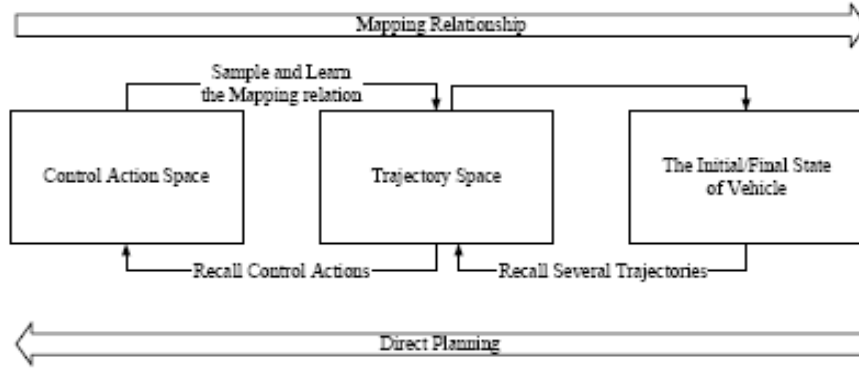 Mapping Relationship
Sample and Learn
the Mapping relation
Control Action Space
Trajectory Space
The Initial/Final State
of Vehicle
Recall Control Actions
Recall Several Trajectories
Direct Planning